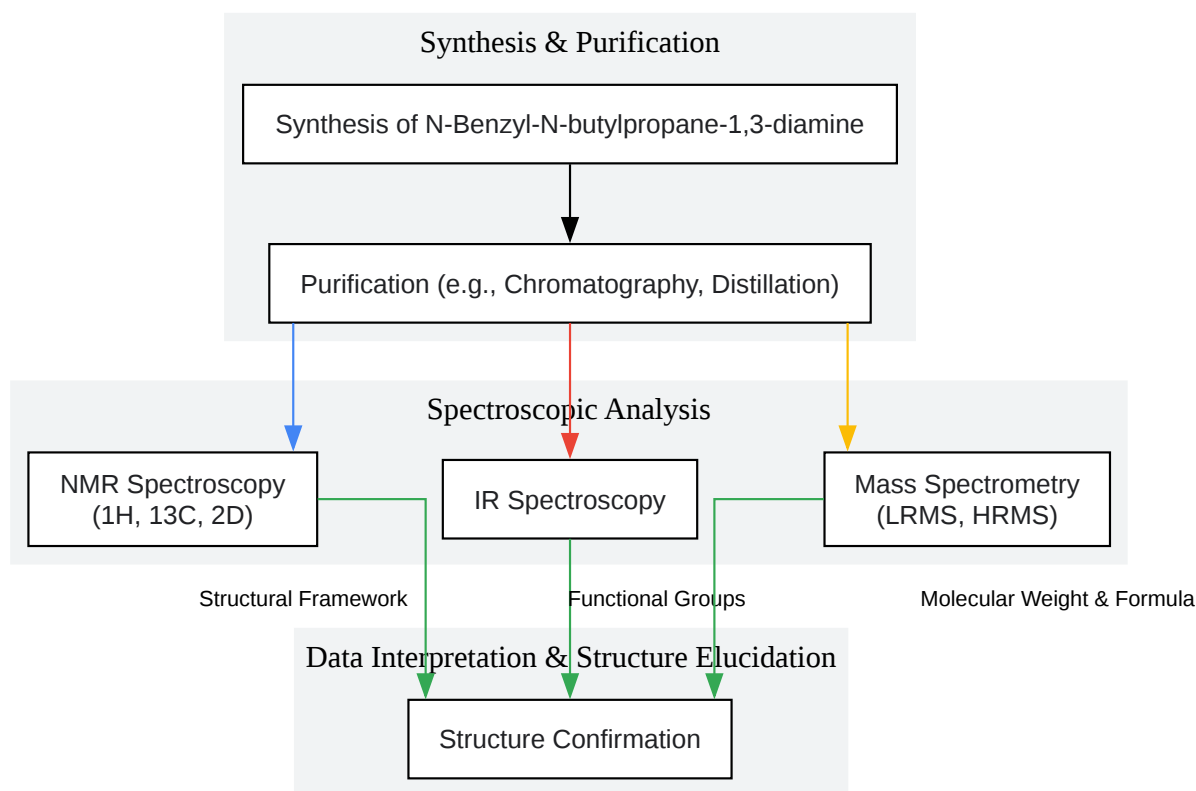 Synthesis & Purification
Synthesis of N-Benzyl-N-butylpropane-1,3-diamine
Purification (e.g., Chromatography, Distillation)
Spectroscopic Analysis
NMR Spectroscopy
(1H, 13C, 2D)
IR Spectroscopy
Mass Spectrometry
(LRMS, HRMS)
Structural Framework
Functional Groups
Molecular Weight & Formula
Data Interpretation & Structure Elucidation
Structure Confirmation